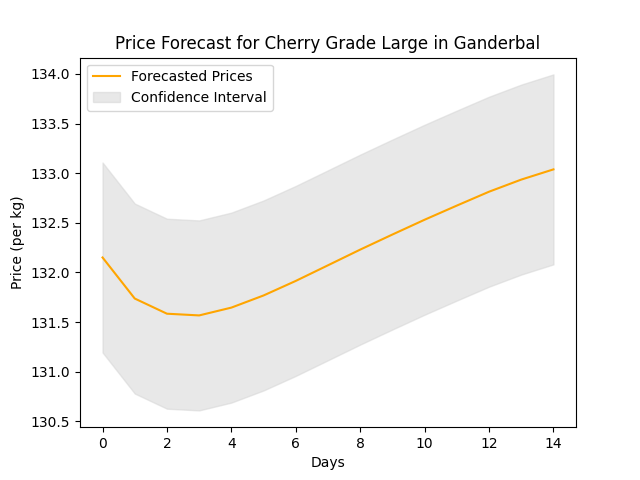 Price Forecast for Cherry Grade Large in Ganderbal
Forecasted Prices
Confidence Interval
134.0
133.5
133.0
132.5
132.0
131.5
131.0
130.5
Price (per kg)
0 2 4 6 8 10 12 14
Days